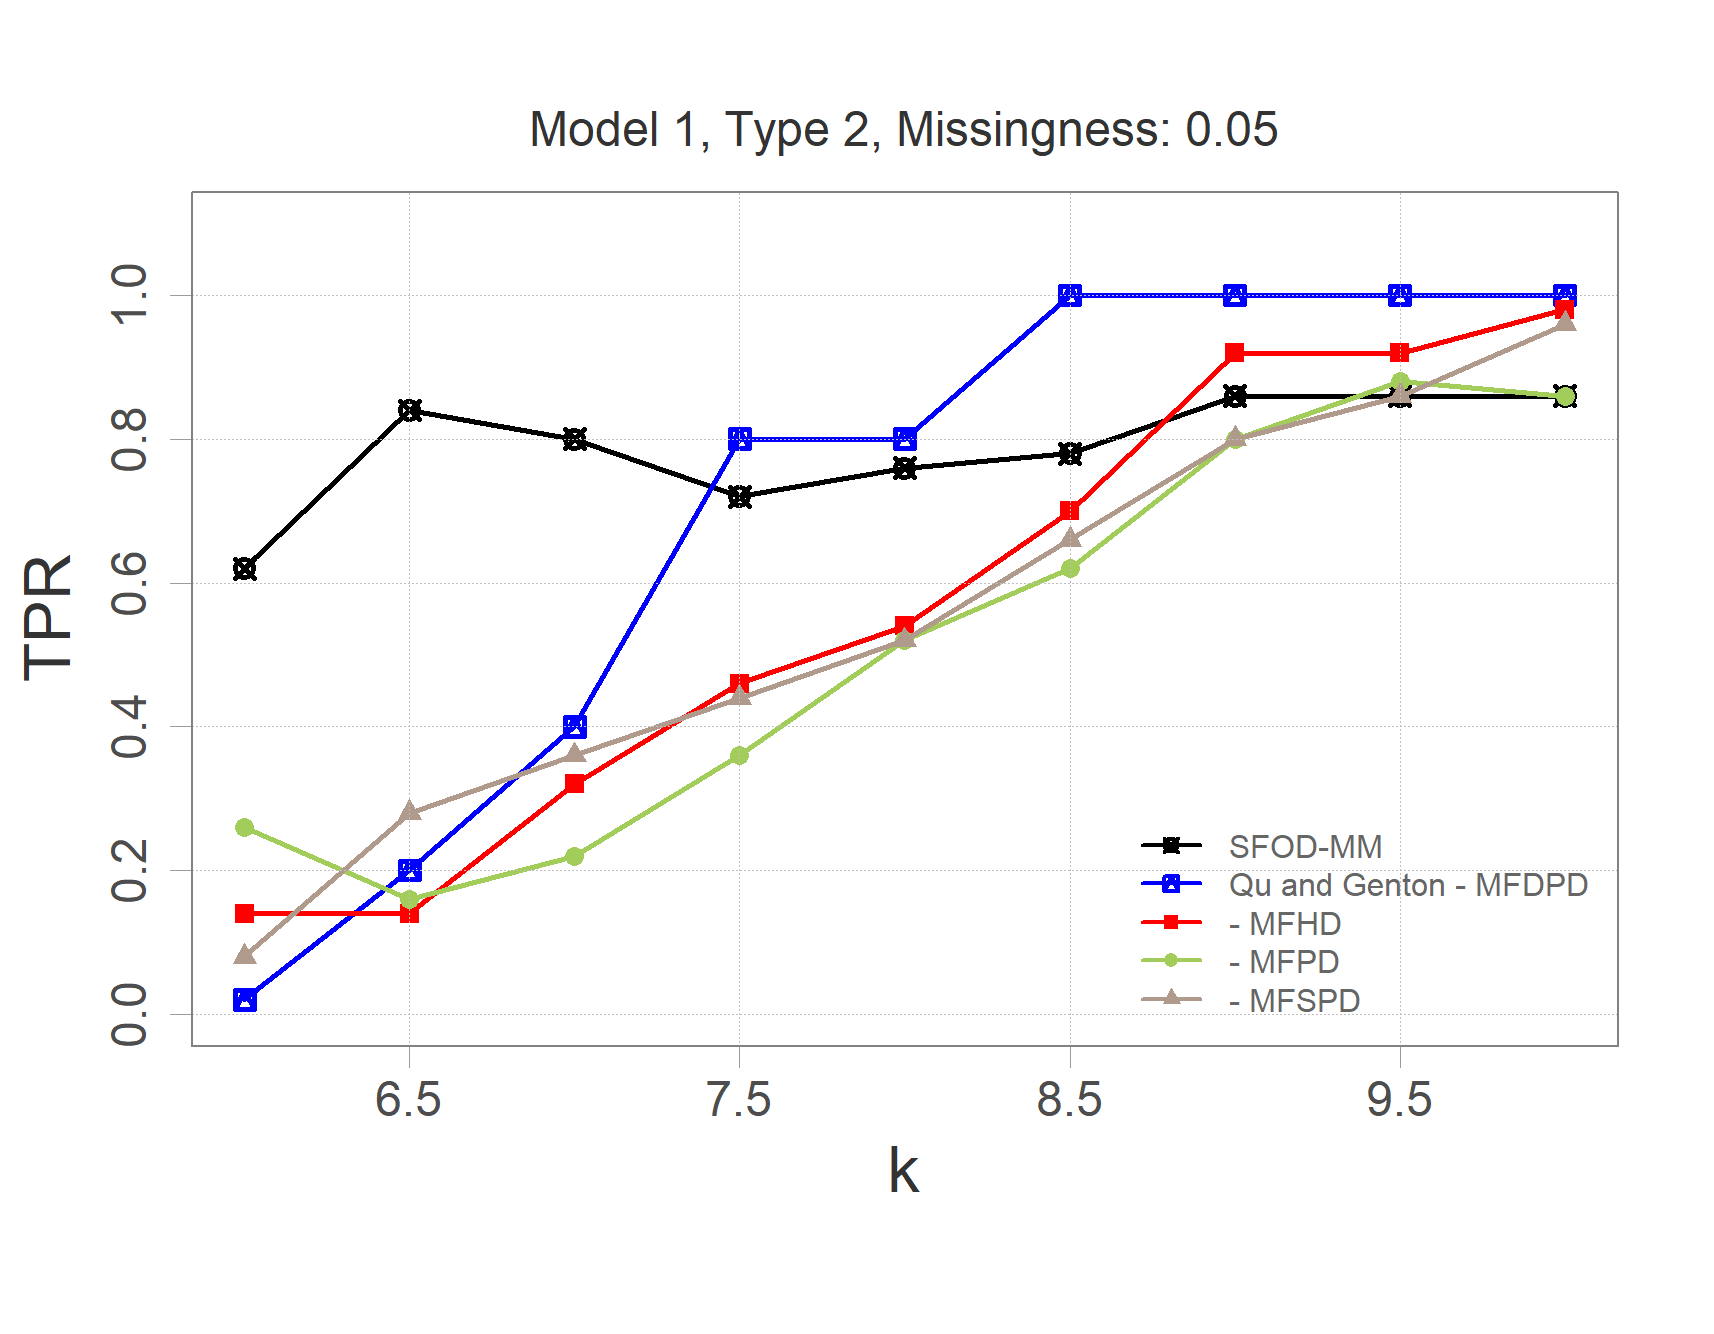 Model 1, Type 2, Missingness: 0.05
TPR
1.0
0.8
0.6
0.4
0.2
0.0
SFOD-MM
Qu and Genton - MFDPD
- MFHD
- MFPD
- MFSPD
6.5 7.5 8.5 9.5
k